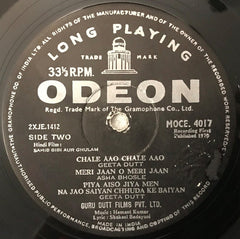 LONG PLAYING
TRADE MARK
33⅓ R.P.M.
ODEON
Regd. Trade Mark of The Gramophone Co., Ltd.
2XJE.1412
MOCE. 4017
SIDE TWO
Recording First
Published 1970
Hindi Film:
SAHIB BIBI AUR GHULAM
CHALE AAO CHALE AAO
GEETA DUTT
MERI JAAN O MERI JAAN
ASHA BHOSLE
PIYA AISO JIYA MEN
NA JAO SAIYAN CHHUDA KE BAIYAN
GEETA DUTT
GURU DUTT FILMS PVT. LTD.
Music: Hemant Kumar
Lyric: Shakeel Badayuni